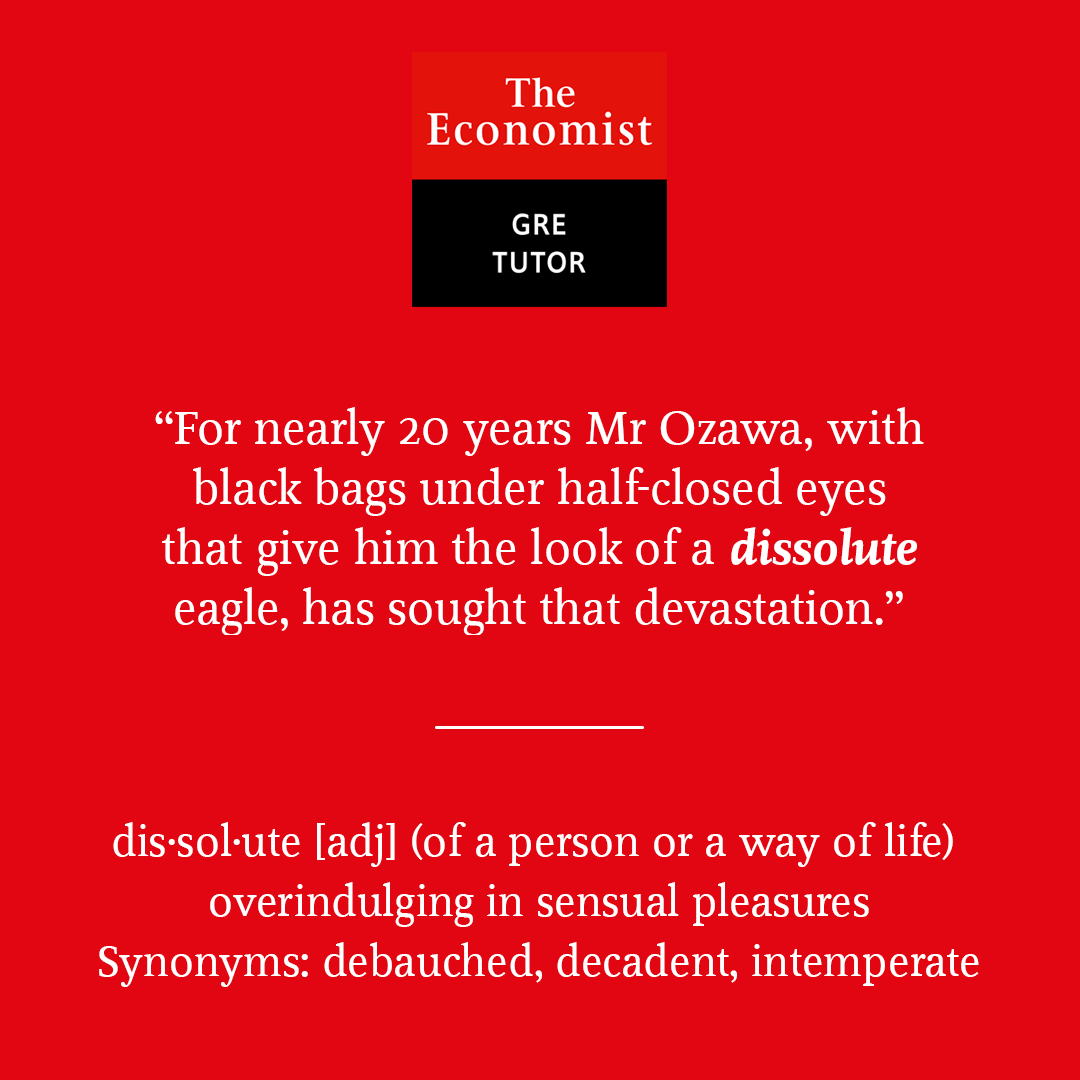 The
Economist
GRE
TUTOR
“For nearly 20 years Mr Ozawa, with
black bags under half-closed eyes
that give him the look of a dissolute
eagle, has sought that devastation.”
dis·sol·ute [adj] (of a person or a way of life)
overindulging in sensual pleasures
Synonyms: debauched, decadent, intemperate